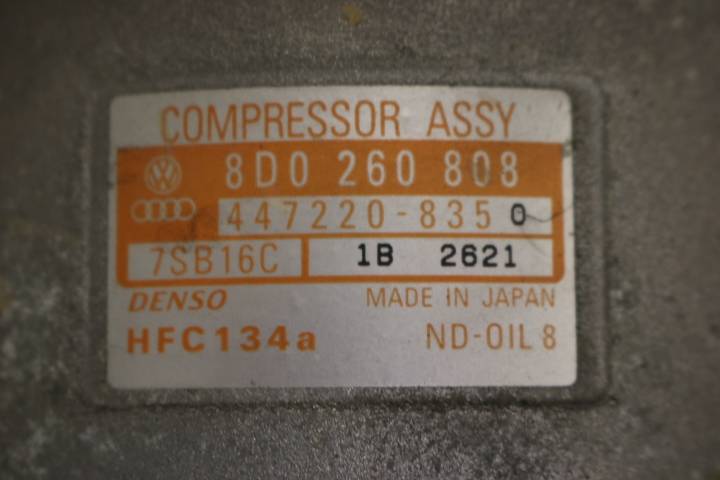 COMPRESSOR ASSY
8D0 260 808
447220-835 0
7SB16C 1B 2621
DENSO MADE IN JAPAN
HFC134a ND-OIL 8